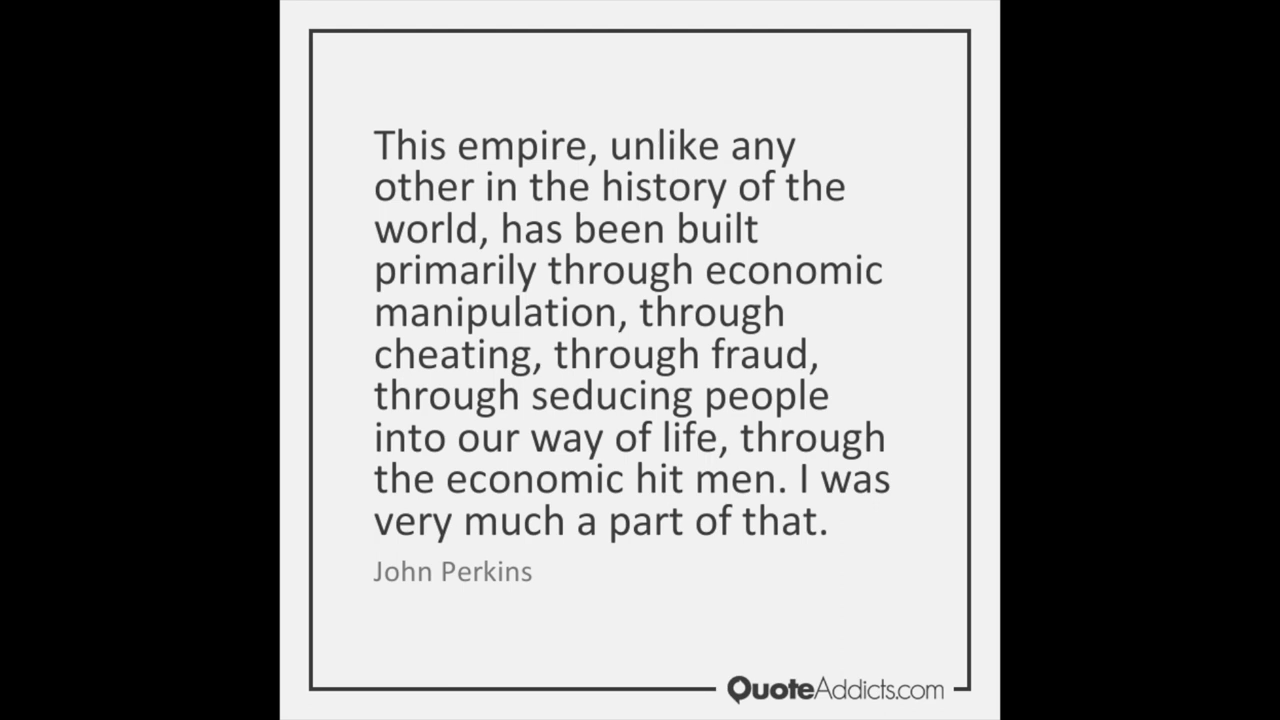 This empire, unlike any
other in the history of the
world, has been built
primarily through economic
manipulation, through
cheating, through fraud,
through seducing people
into our way of life, through
the economic hit men. I was
very much a part of that.
John Perkins
QuoteAddicts.com